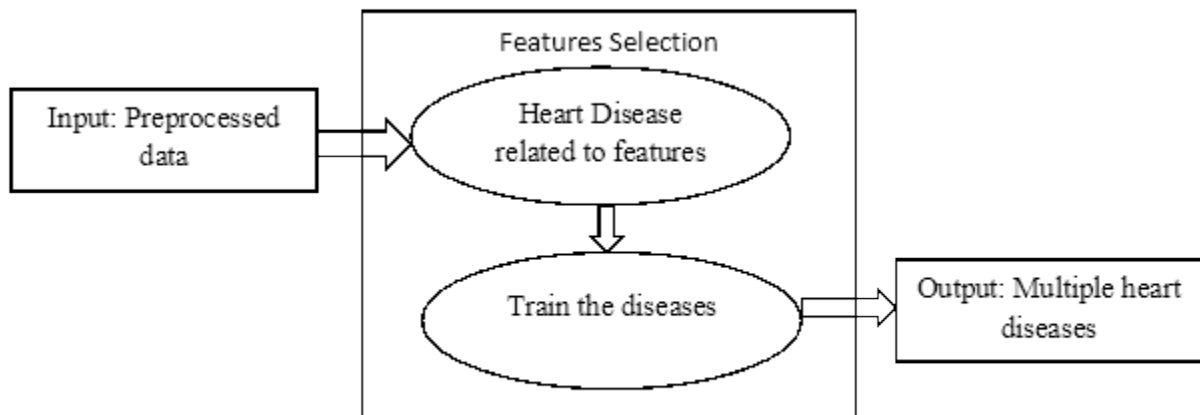 Features Selection
Input: Preprocessed
data
Heart Disease
related to features
Train the diseases
Output: Multiple heart
diseases